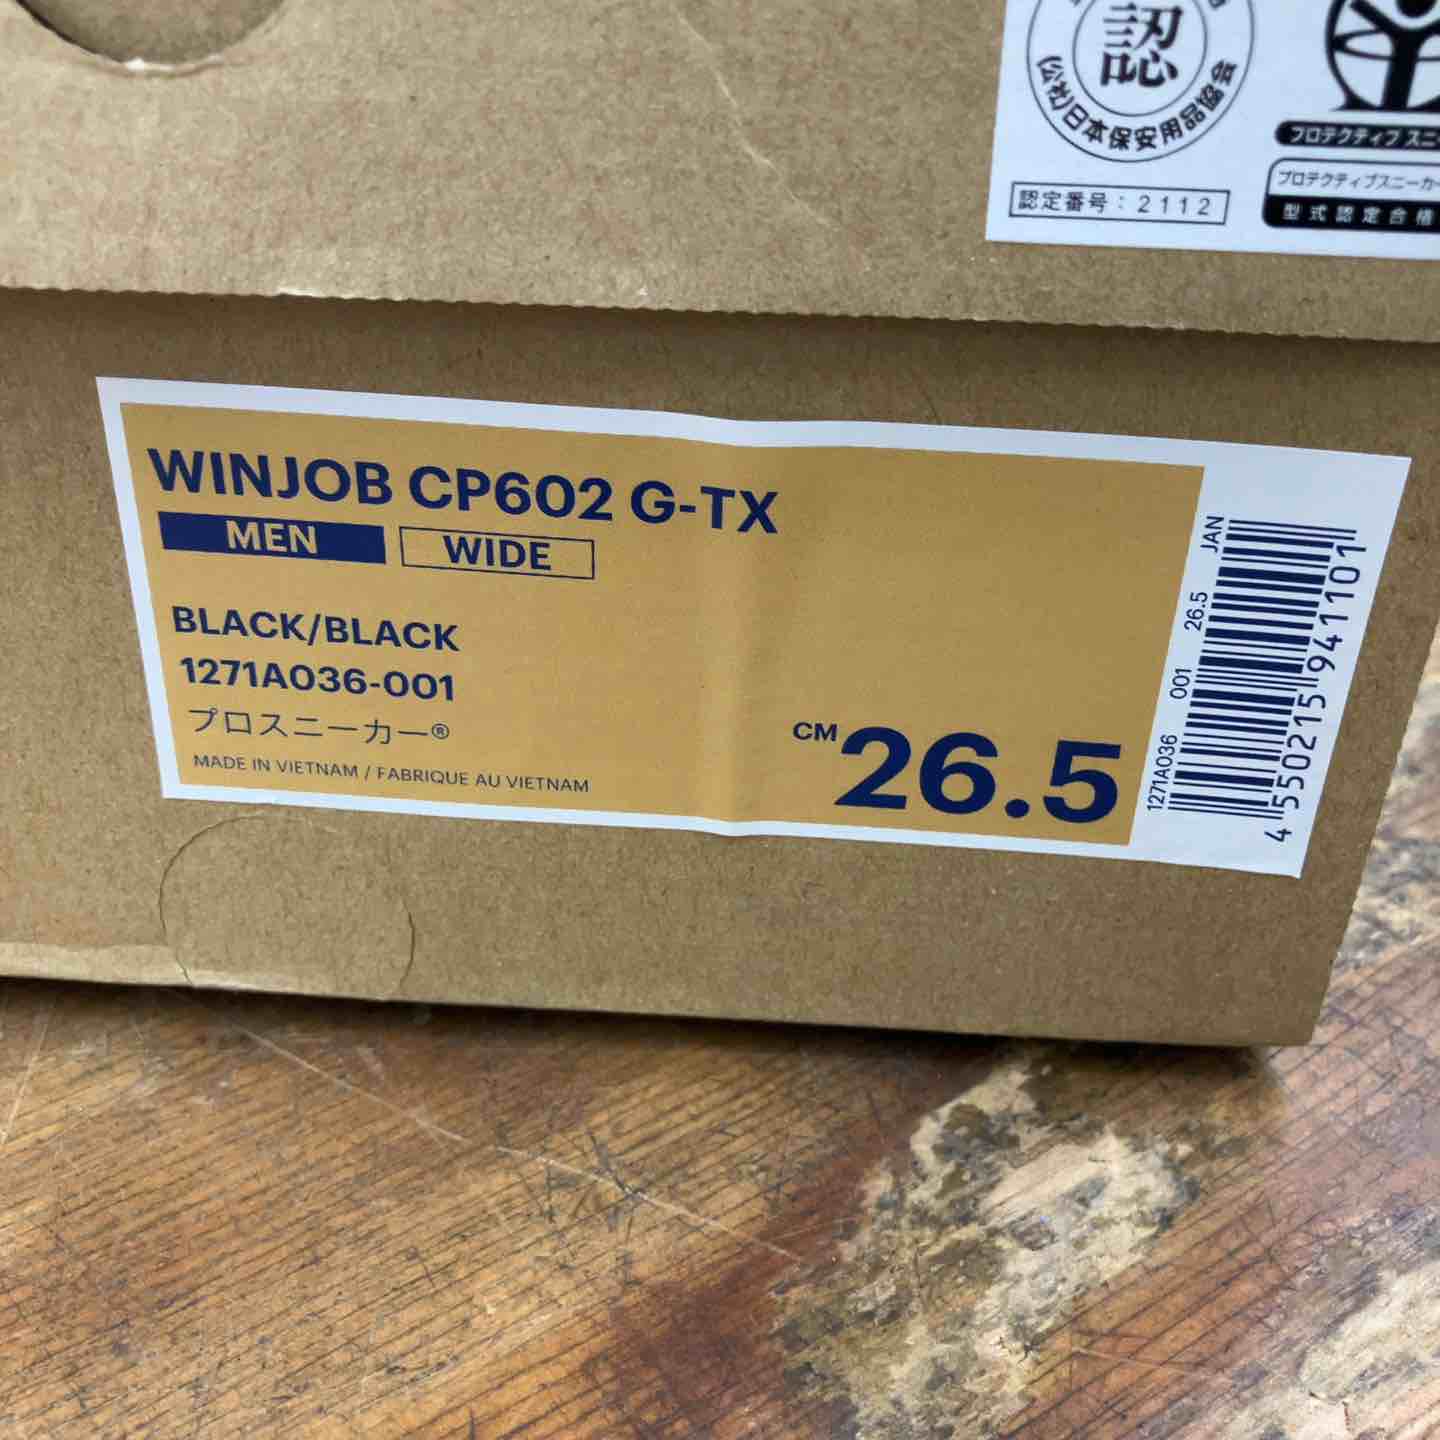 認
(公社)日本保安用品協会
認定番号：2112
プロテクティブ スニ
プロテクティブスニーカー
型式認定合格
WINJOB CP602 G-TX
MEN WIDE
BLACK/BLACK
1271A036-001
プロスニーカー®
MADE IN VIETNAM / FABRIQUE AU VIETNAM
CM 26.5
1271A036 001 26.5 JAN
4550215941101